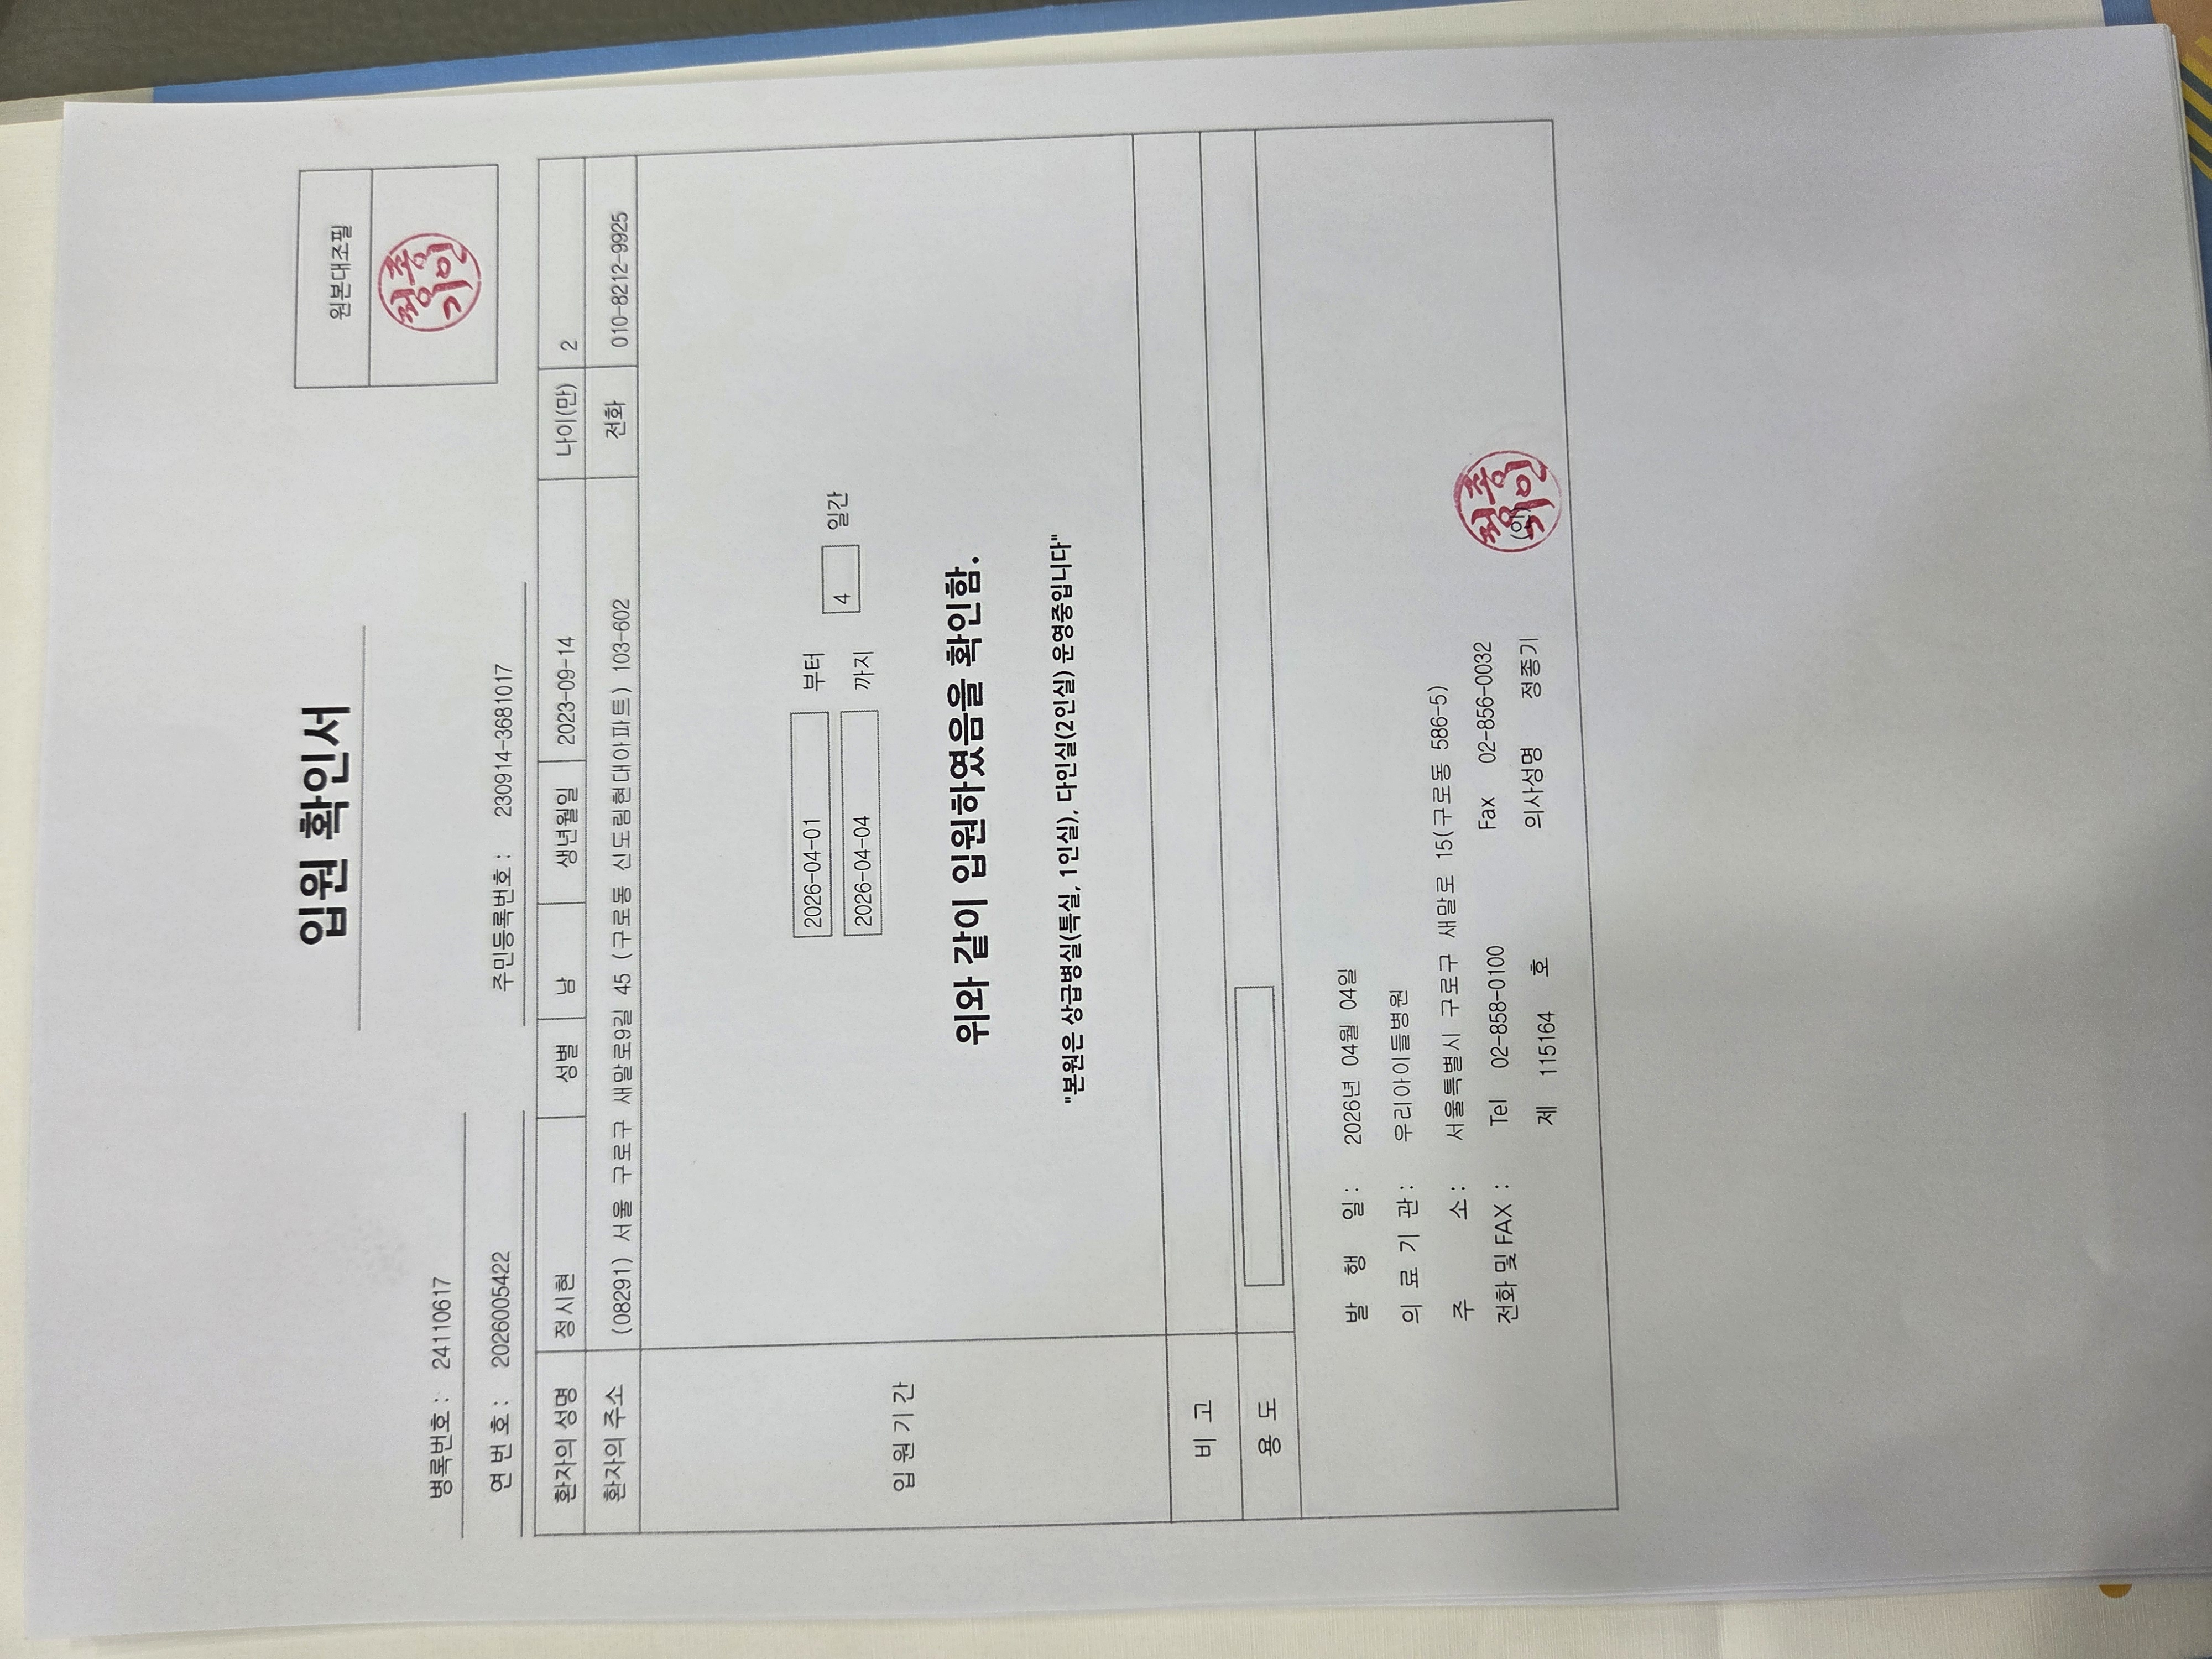 입원 확인서
원본대조필
정종기인
병록번호 : 24110617
연 번 호 : 2026005422
주민등록번호 : 230914-3681017
환자의 성명 정시현 성별 남 생년월일 2023-09-14 나이(만) 2
환자의 주소 (08291) 서울 구로구 새말로9길 45 (구로동 신도림현대아파트) 103-602 전화 010-8212-9925
입 원 기 간
2026-04-01 부터
2026-04-04 까지
4 일간
위와 같이 입원하였음을 확인함.
"본원은 상급병실(특실, 1인실), 다인실(2인실) 운영중입니다"
비 고
용 도
발 행 일 : 2026년 04월 04일
의 료 기 관 : 우리아이들병원
주 소 : 서울특별시 구로구 새말로 15(구로동 586-5)
전화 및 FAX : Tel 02-858-0100 Fax 02-856-0032
제 115164 호 의사성명 정종기 (인)
정종기인